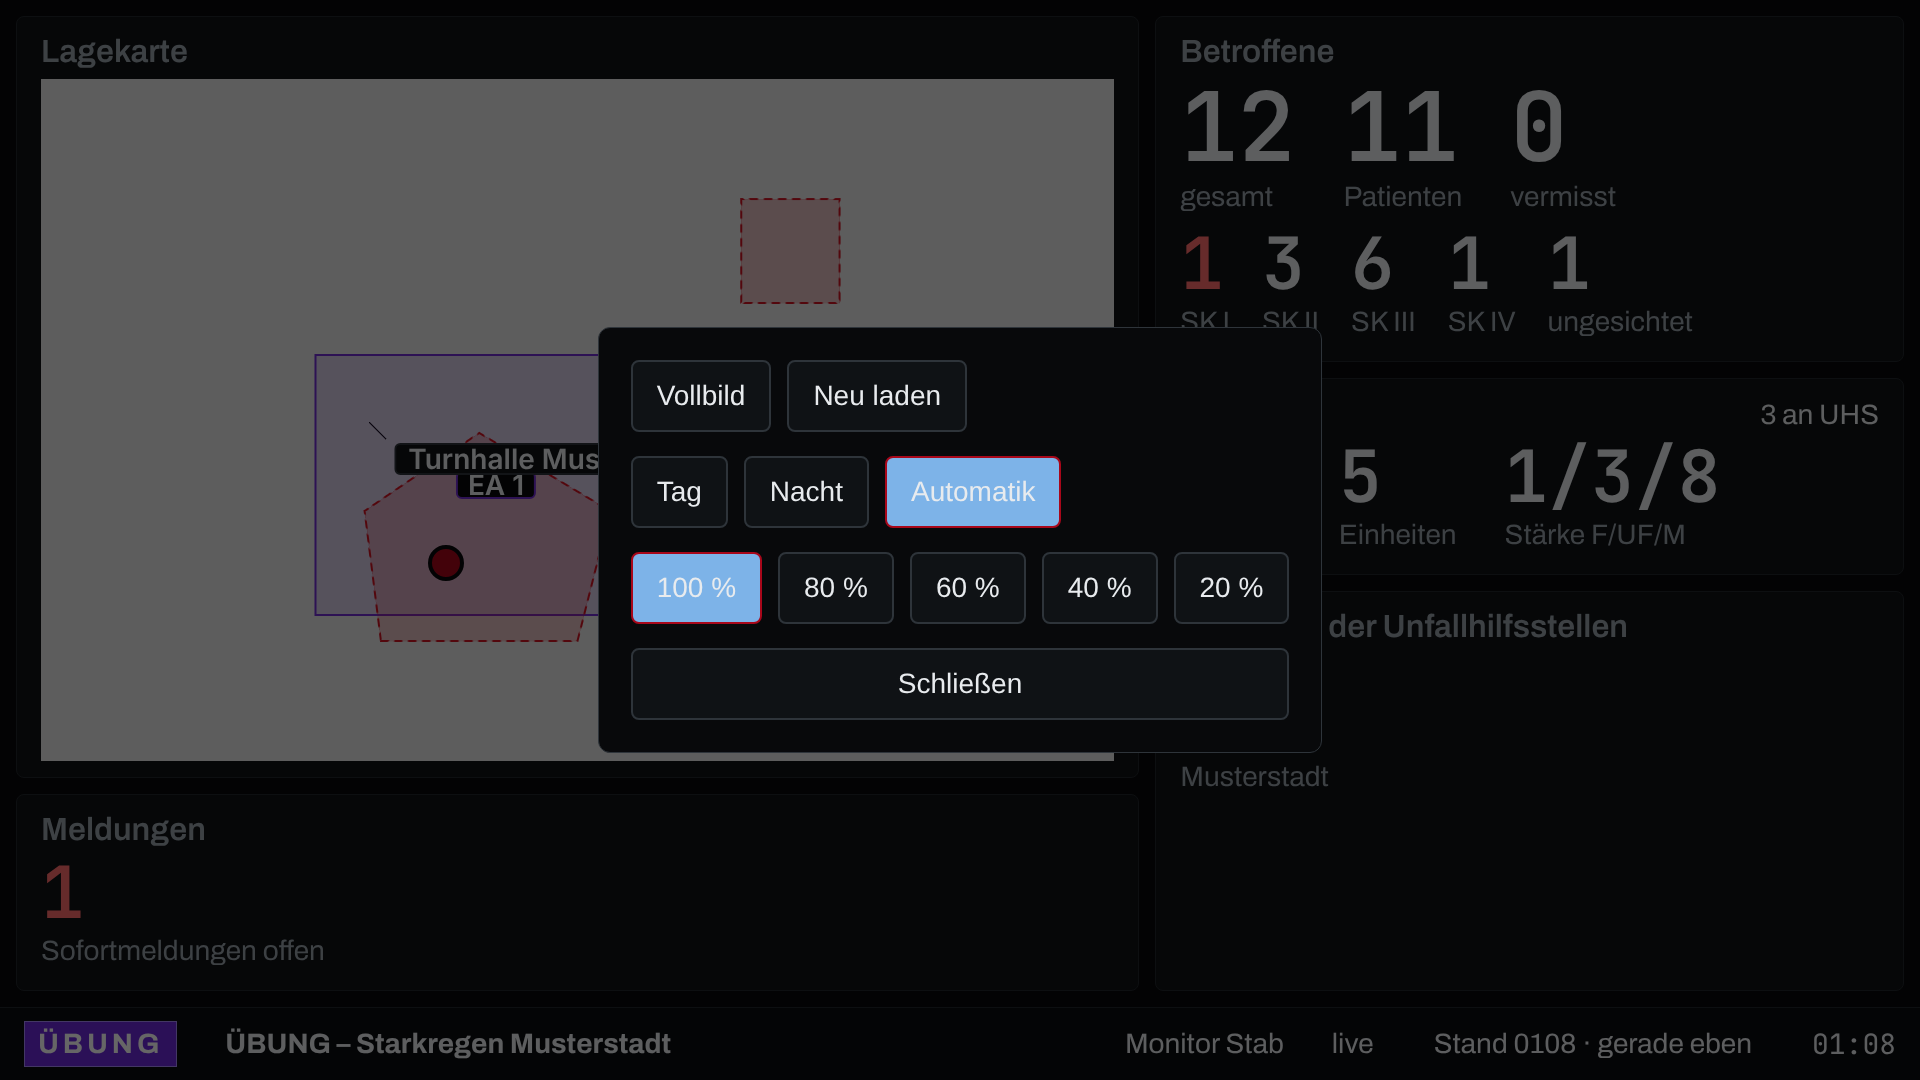 Lagekarte
Turnhalle Mus
EA 1
Meldungen
1
Sofortmeldungen offen
Betroffene
12 11 0
gesamt Patienten vermisst
1 3 6 1 1
SK I SK II SK III SK IV ungesichtet
3 an UHS
5 1/3/8
Einheiten Stärke F/UF/M
der Unfallhilfsstellen
Musterstadt
Vollbild Neu laden
Tag Nacht Automatik
100 % 80 % 60 % 40 % 20 %
Schließen
ÜBUNG ÜBUNG – Starkregen Musterstadt Monitor Stab live Stand 0108 · gerade eben 01:08